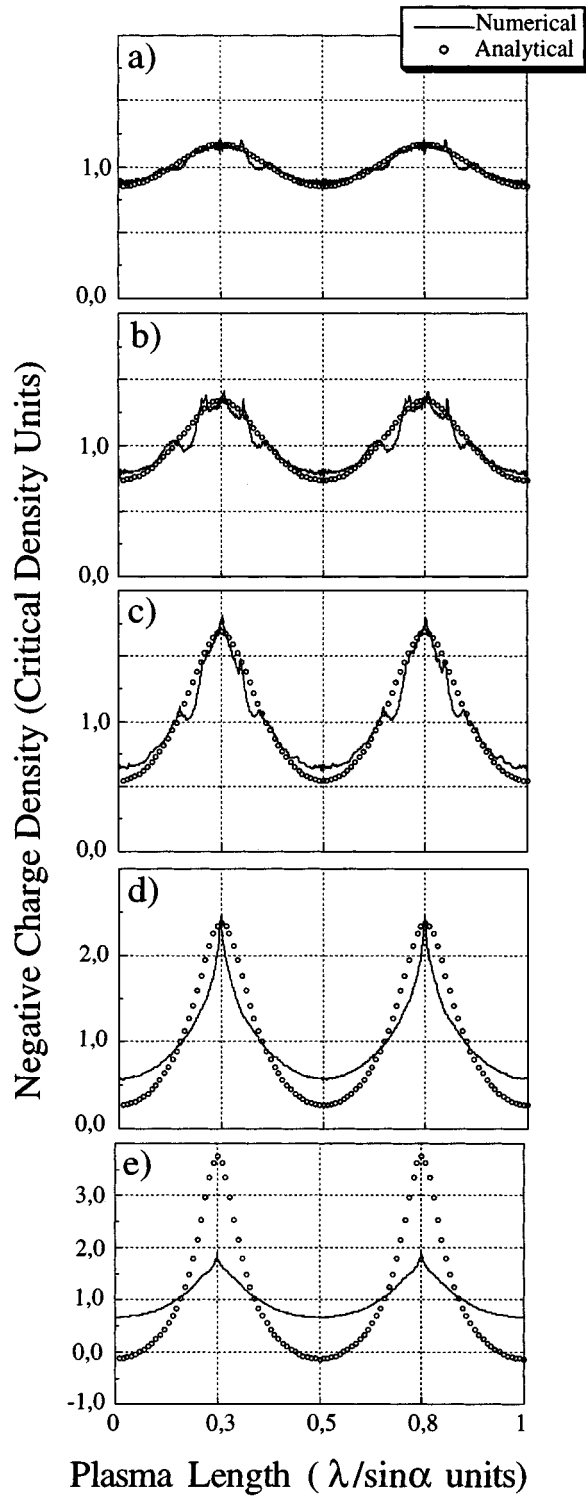 Numerical
Analytical
a)
1,0
0,0
b)
1,0
0,0
c)
1,0
0,0
d)
2,0
1,0
0,0
e)
3,0
2,0
1,0
0,0
-1,0
0 0,3 0,5 0,8 1
Negative Charge Density (Critical Density Units)
Plasma Length ( λ/sinα units)